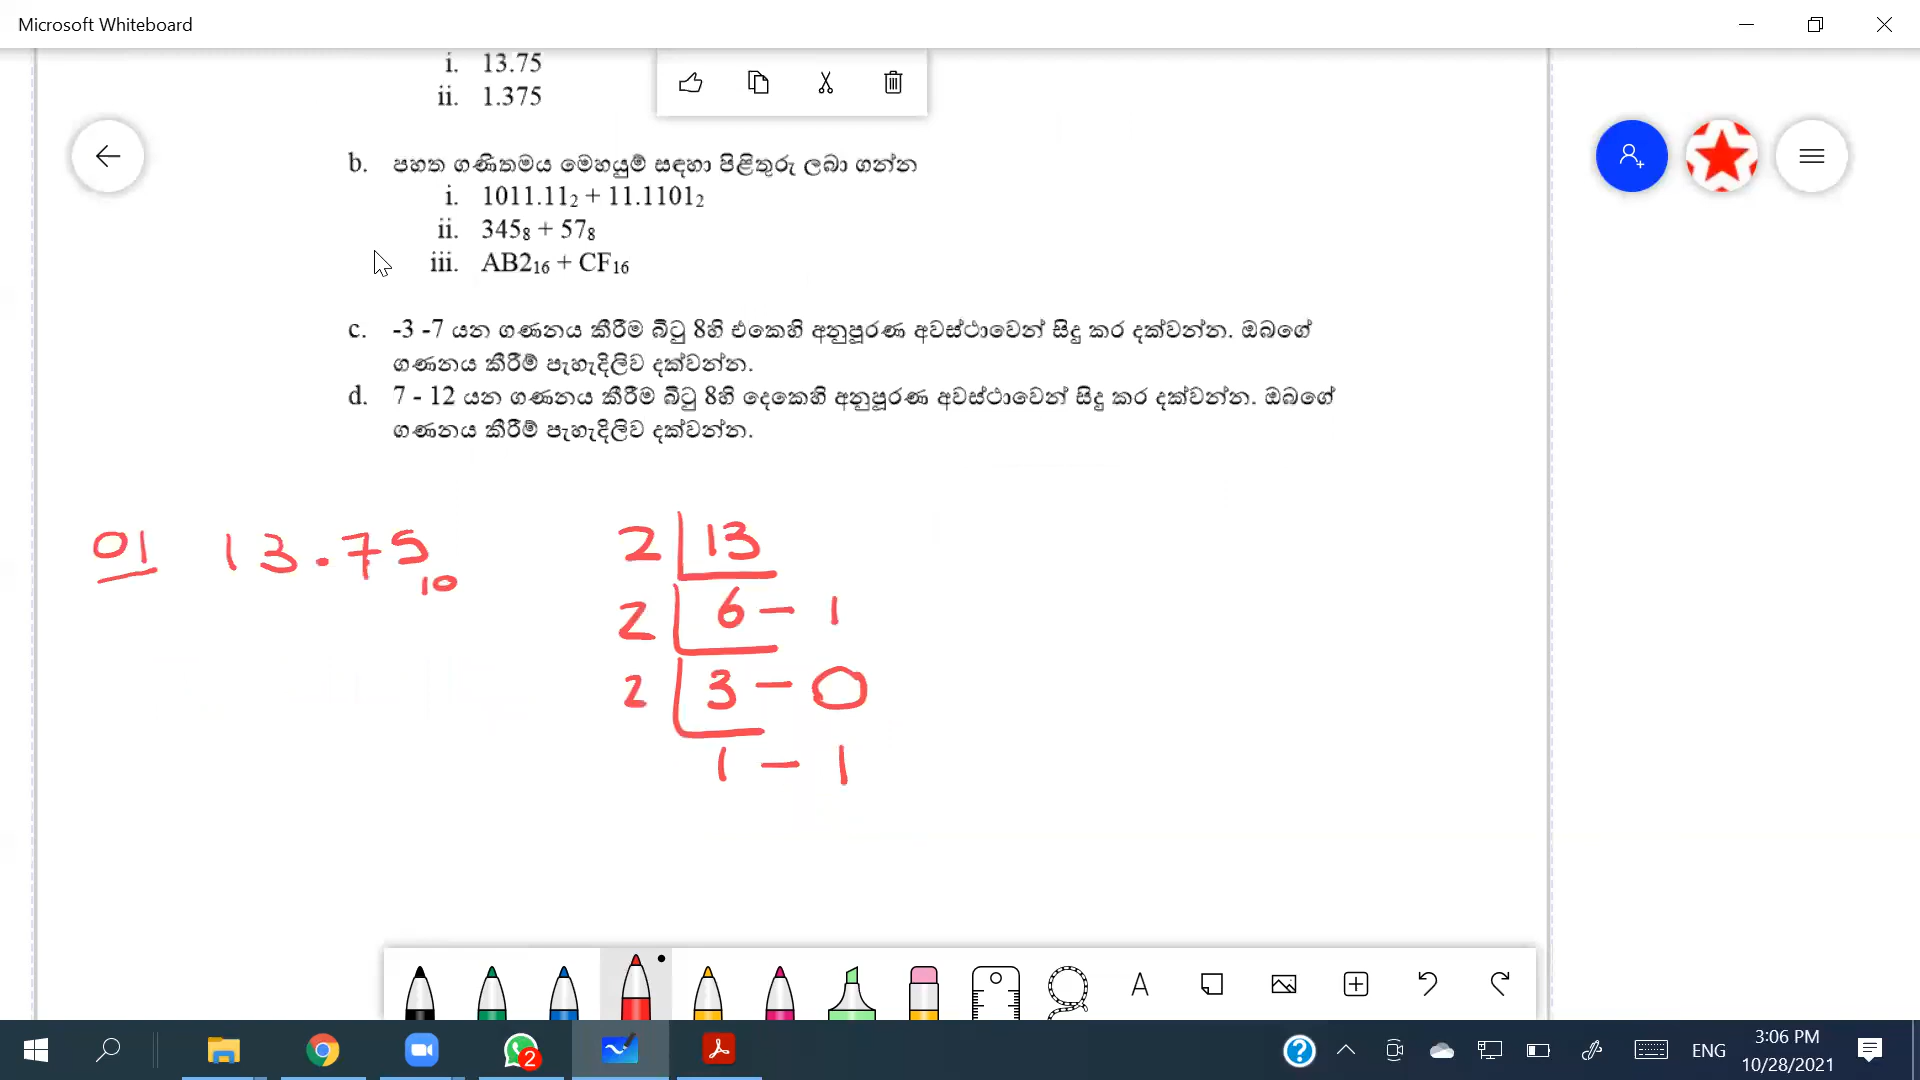 Microsoft Whiteboard
i. 13.75
ii. 1.375
b. පහත ගණිතමය මෙහයුම් සඳහා පිළිතුරු ලබා ගන්න
i. 1011.11₂ + 11.1101₂
ii. 345₈ + 57₈
iii. AB2₁₆ + CF₁₆
c. -3 -7 යන ගණනය කිරීම බිටු 8හි එකෙහි අනුපූරණ අවස්ථාවෙන් සිදු කර දක්වන්න. ඔබගේ
ගණනය කිරීම් පැහැදිලිව දක්වන්න.
d. 7 - 12 යන ගණනය කිරීම බිටු 8හි දෙකෙහි අනුපූරණ අවස්ථාවෙන් සිදු කර දක්වන්න. ඔබගේ
ගණනය කිරීම් පැහැදිලිව දක්වන්න.
01 13.75₁₀
2 13
2 6 – 1
2 3 – 0
1 – 1
A
2
ENG
3:06 PM
10/28/2021